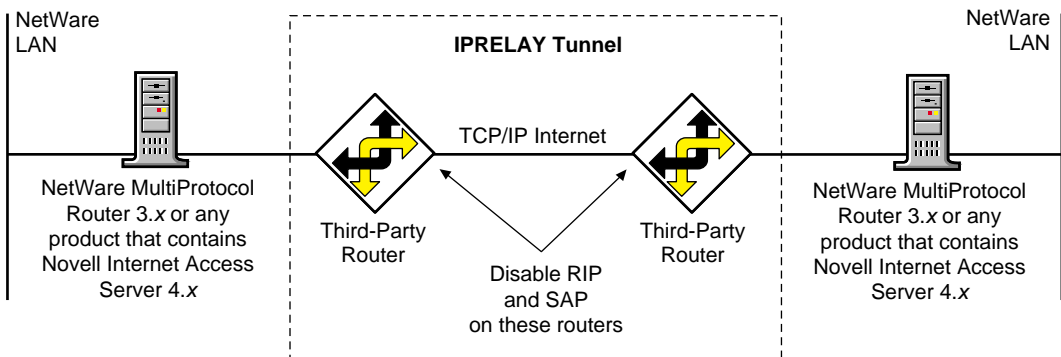 NetWare
LAN
IPRELAY Tunnel
NetWare
LAN
TCP/IP Internet
NetWare MultiProtocol
Router 3.x or any
product that contains
Novell Internet Access
Server 4.x
Third-Party
Router
Third-Party
Router
NetWare MultiProtocol
Router 3.x or any
product that contains
Novell Internet Access
Server 4.x
Disable RIP
and SAP
on these routers